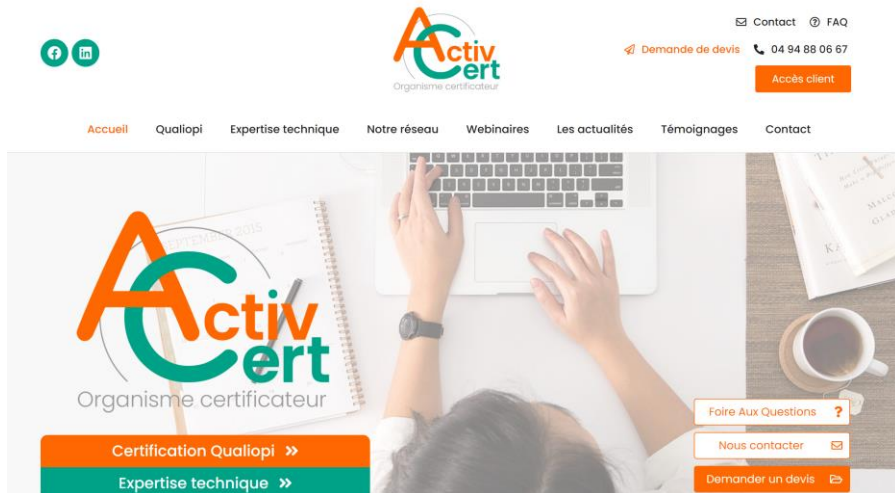 Contact
FAQ
Activ
Cert
Organisme certificateur
Demande de devis
04 94 88 06 67
Accès client
Accueil
Qualiopi
Expertise technique
Notre réseau
Webinaires
Les actualités
Témoignages
Contact
SEPTEMBER 2015
Activ
Cert
Organisme certificateur
Certification Qualiopi »
Expertise technique »
Foire Aux Questions ?
Nous contacter
Demander un devis